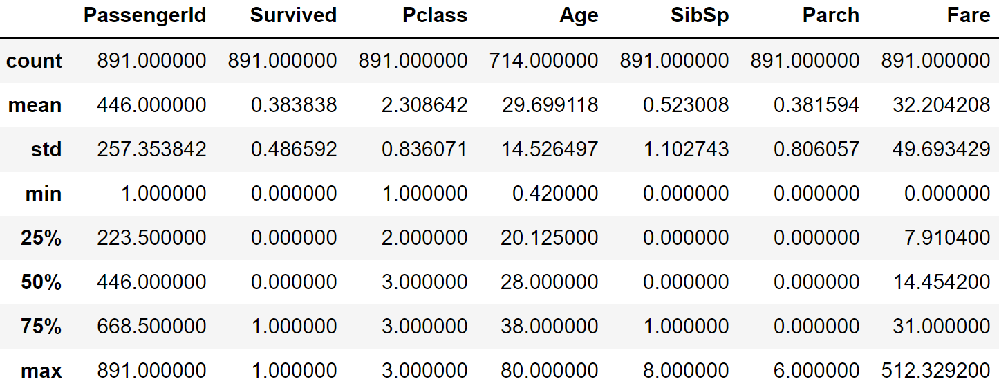 PassengerId Survived Pclass Age SibSp Parch Fare
count 891.000000 891.000000 891.000000 714.000000 891.000000 891.000000 891.000000
mean 446.000000 0.383838 2.308642 29.699118 0.523008 0.381594 32.204208
std 257.353842 0.486592 0.836071 14.526497 1.102743 0.806057 49.693429
min 1.000000 0.000000 1.000000 0.420000 0.000000 0.000000 0.000000
25% 223.500000 0.000000 2.000000 20.125000 0.000000 0.000000 7.910400
50% 446.000000 0.000000 3.000000 28.000000 0.000000 0.000000 14.454200
75% 668.500000 1.000000 3.000000 38.000000 1.000000 0.000000 31.000000
max 891.000000 1.000000 3.000000 80.000000 8.000000 6.000000 512.329200